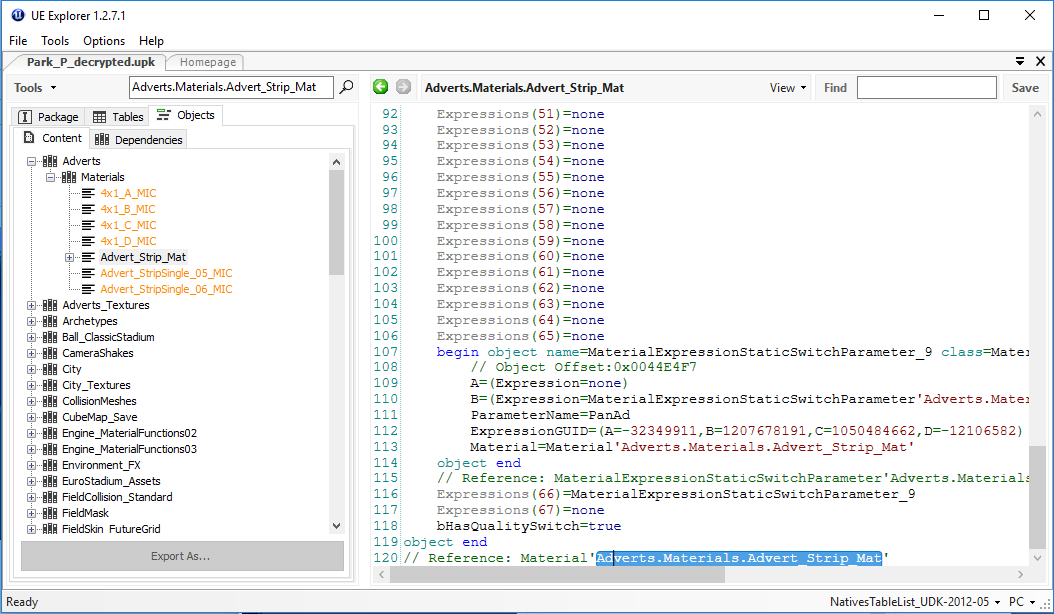 UE Explorer 1.2.7.1
File Tools Options Help
Park_P_decrypted.upk Homepage
Tools Adverts.Materials.Advert_Strip_Mat
Adverts.Materials.Advert_Strip_Mat View Find Save
Package Tables Objects
Content Dependencies
Adverts
Materials
4x1_A_MIC
4x1_B_MIC
4x1_C_MIC
4x1_D_MIC
Advert_Strip_Mat
Advert_StripSingle_05_MIC
Advert_StripSingle_06_MIC
Adverts_Textures
Archetypes
Ball_ClassicStadium
CameraShakes
City
City_Textures
CollisionMeshes
CubeMap_Save
Engine_MaterialFunctions02
Engine_MaterialFunctions03
Environment_FX
EuroStadium_Assets
FieldCollision_Standard
FieldMask
FieldSkin_FutureGrid
Export As...
92 Expressions(51)=none
93 Expressions(52)=none
94 Expressions(53)=none
95 Expressions(54)=none
96 Expressions(55)=none
97 Expressions(56)=none
98 Expressions(57)=none
99 Expressions(58)=none
100 Expressions(59)=none
101 Expressions(60)=none
102 Expressions(61)=none
103 Expressions(62)=none
104 Expressions(63)=none
105 Expressions(64)=none
106 Expressions(65)=none
107 begin object name=MaterialExpressionStaticSwitchParameter_9 class=Mater
108 // Object Offset:0x0044E4F7
109 A=(Expression=none)
110 B=(Expression=MaterialExpressionStaticSwitchParameter'Adverts.Mater
111 ParameterName=PanAd
112 ExpressionGUID=(A=-32349911,B=1207678191,C=1050484662,D=-12106582)
113 Material=Material'Adverts.Materials.Advert_Strip_Mat'
114 object end
115 // Reference: MaterialExpressionStaticSwitchParameter'Adverts.Materials
116 Expressions(66)=MaterialExpressionStaticSwitchParameter_9
117 Expressions(67)=none
118 bHasQualitySwitch=true
119 object end
120 // Reference: Material'Adverts.Materials.Advert_Strip_Mat'
Ready NativesTableList_UDK-2012-05 PC